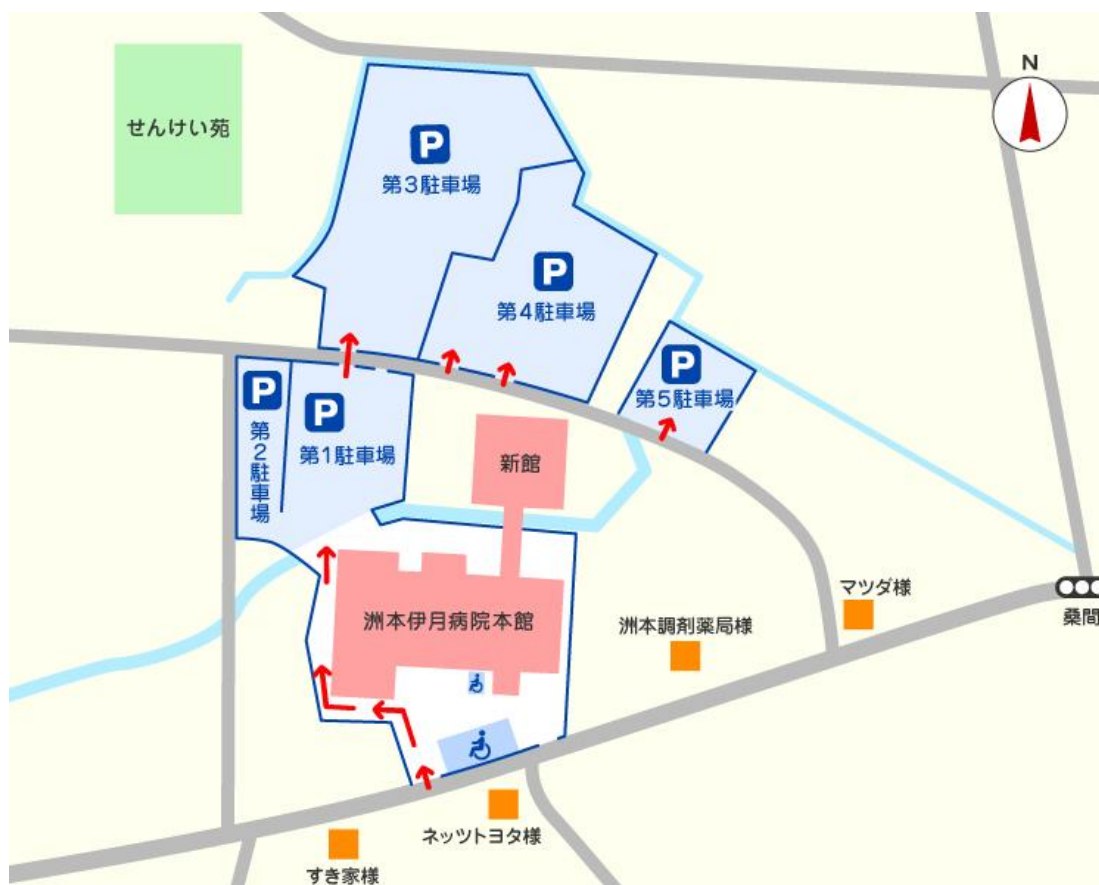 N
せんけい苑
P
第3駐車場
P
第4駐車場
P
第5駐車場
P
第2駐車場
P
第1駐車場
新館
洲本伊月病院本館
マツダ様
桑間
洲本調剤薬局様
ネッツトヨタ様
すき家様